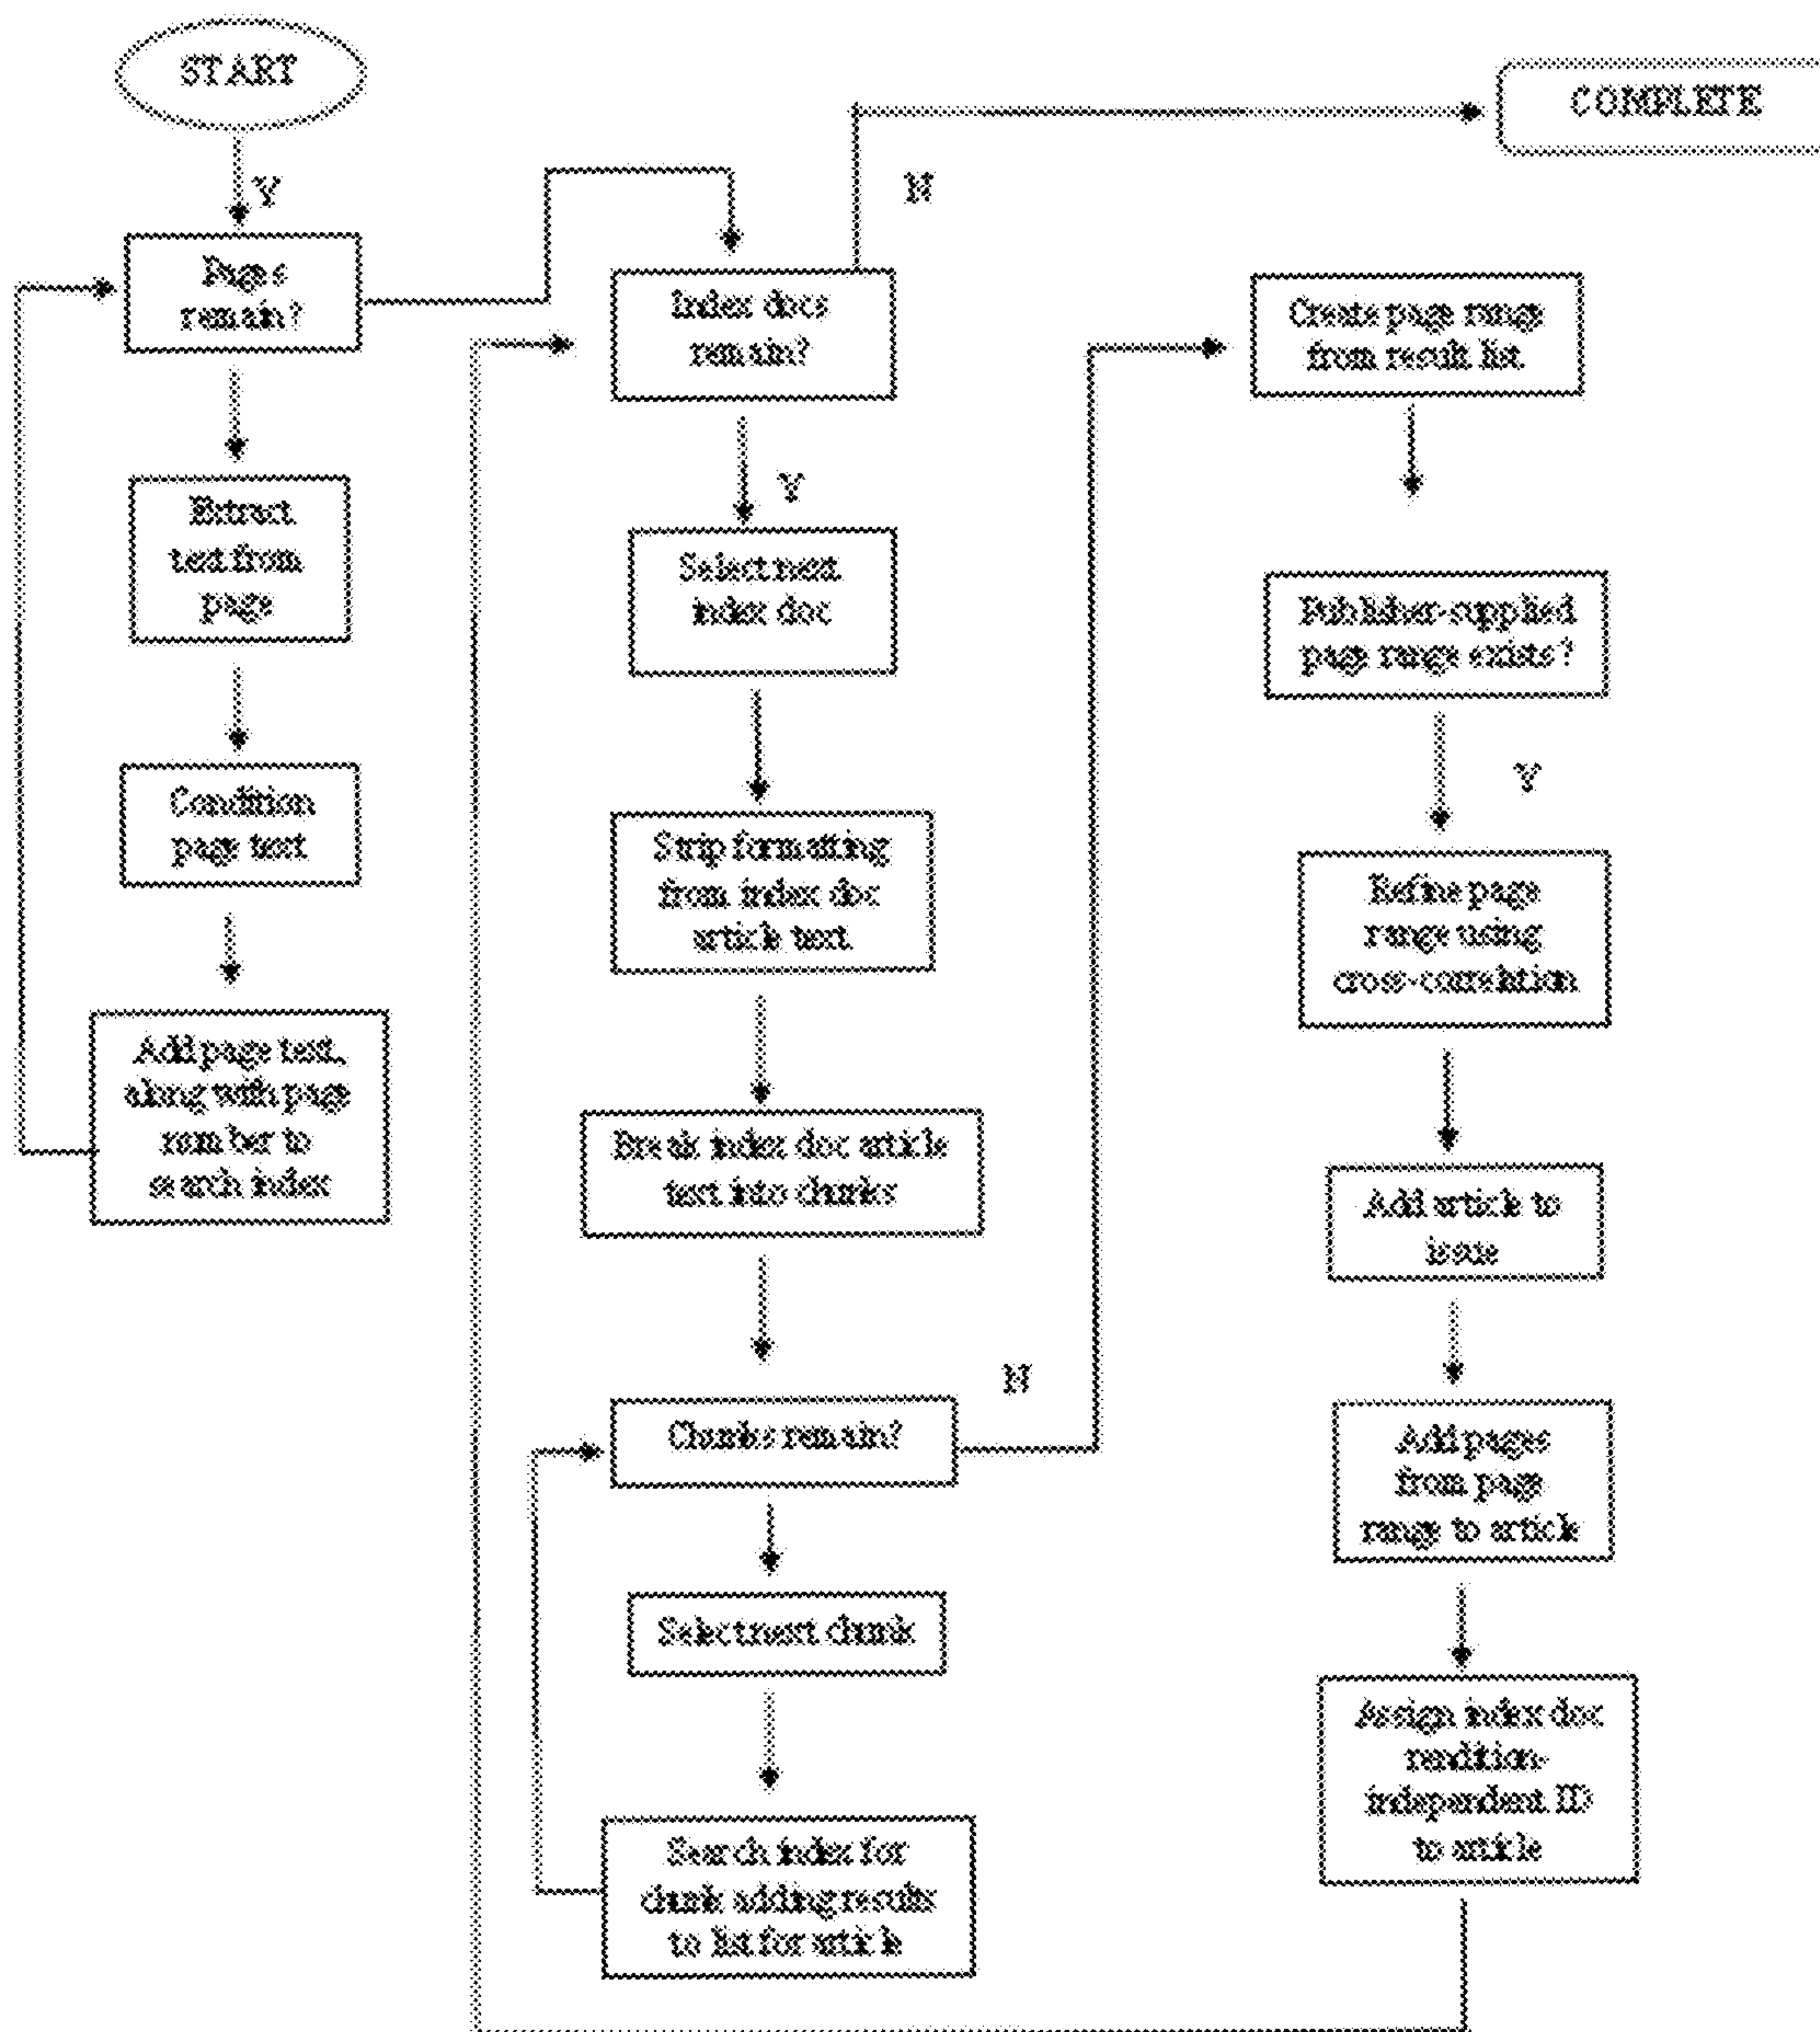 START
Y
Pages
remain?
Extract
text from
page
Condition
page text
Add page text,
along with page
number to
search index
Index docs
remain?
N
COMPLETE
Y
Select next
index doc
Strip formatting
from index doc
article text
Break index doc article
text into chunks
Chunks remain?
N
Select next chunk
Search index for
chunk adding results
to list for article
Create page range
from result list
Publisher-supplied
page range exists?
Y
Refine page
range using
cross-correlation
Add article to
issue
Add pages
from page
range to article
Assign index doc
rendition-
independent ID
to article